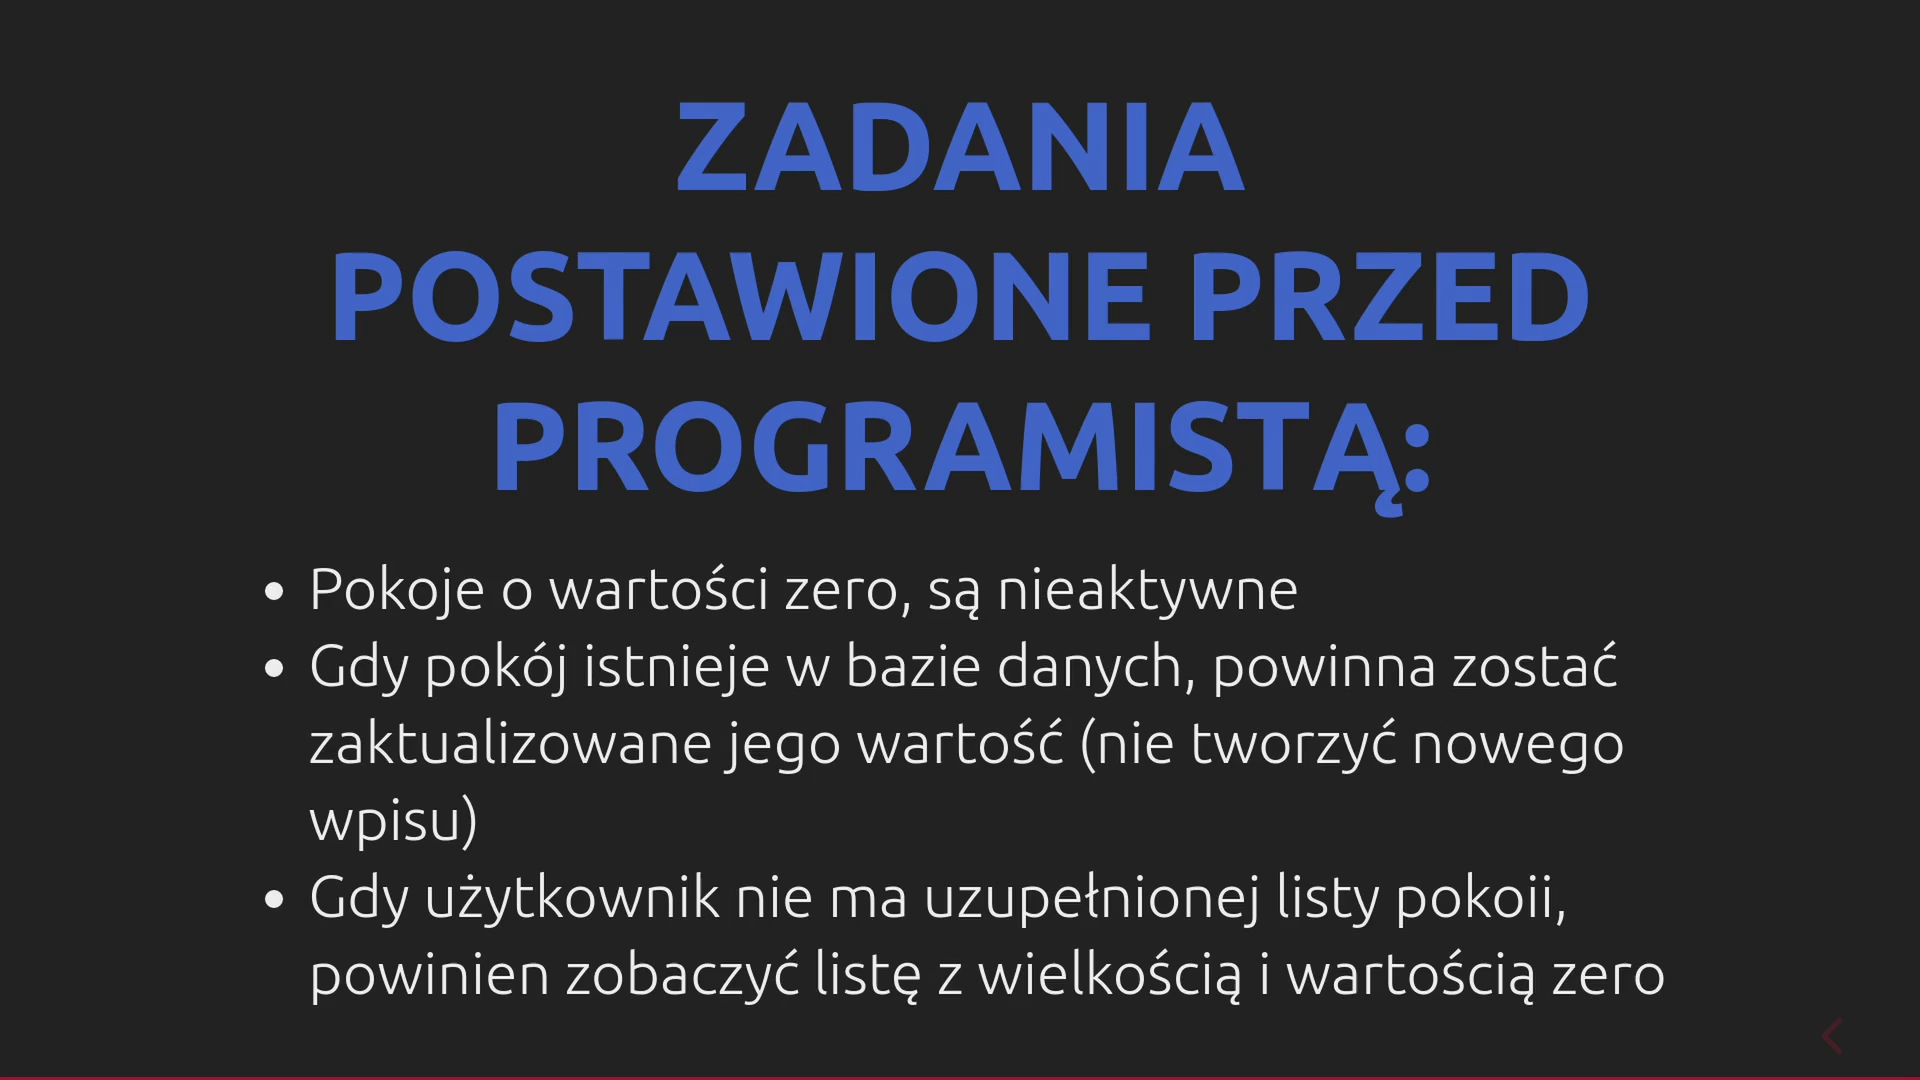 ZADANIA
POSTAWIONE PRZED
PROGRAMISTĄ:
Pokoje o wartości zero, są nieaktywne
Gdy pokój istnieje w bazie danych, powinna zostać
zaktualizowane jego wartość (nie tworzyć nowego
wpisu)
Gdy użytkownik nie ma uzupełnionej listy pokoii,
powinien zobaczyć listę z wielkością i wartością zero